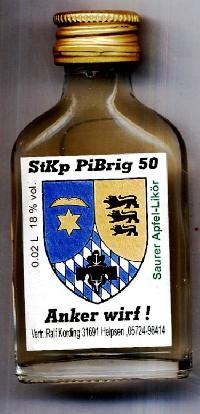 StKp PiBrig 50
0.02 L 18 % vol.
Saurer Apfel-Likör
Anker wirf !
Vertr. Ralf Kording 31691 Helpsen ,05724-98414